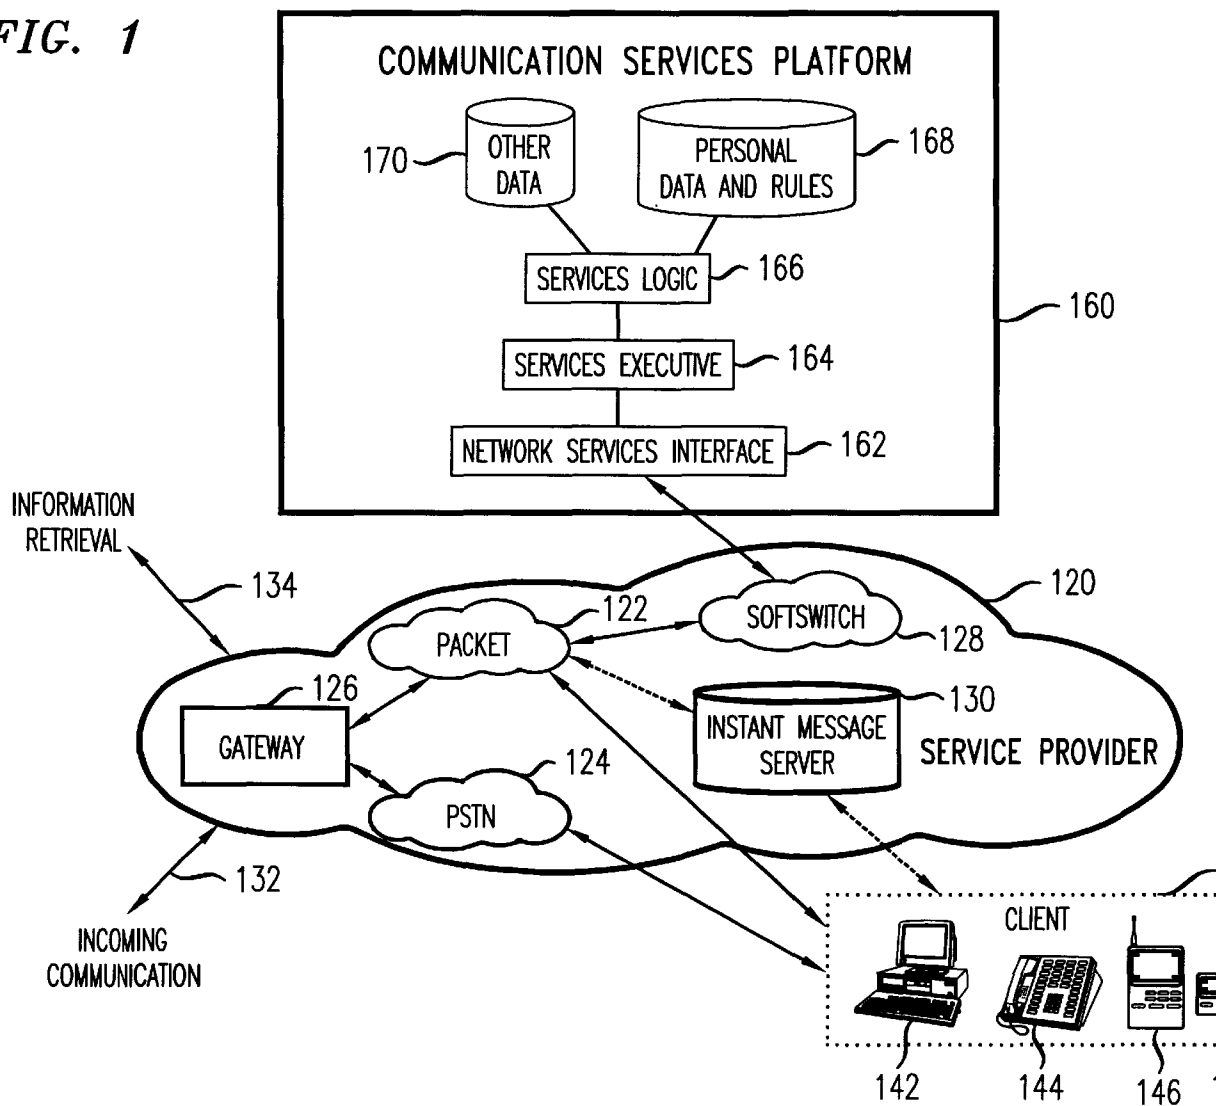 FIG. 1
COMMUNICATION SERVICES PLATFORM
170
OTHER
DATA
PERSONAL
DATA AND RULES
168
SERVICES LOGIC
166
160
SERVICES EXECUTIVE
164
NETWORK SERVICES INTERFACE
162
INFORMATION
RETRIEVAL
134
120
122
PACKET
SOFTSWITCH
128
126
GATEWAY
130
INSTANT MESSAGE
SERVER
SERVICE PROVIDER
124
PSTN
132
INCOMING
COMMUNICATION
CLIENT
142
144
146